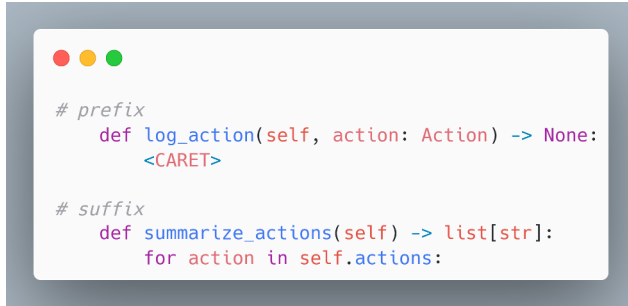 # prefix
    def log_action(self, action: Action) -> None:
        <CARET>
# suffix
    def summarize_actions(self) -> list[str]:
        for action in self.actions: